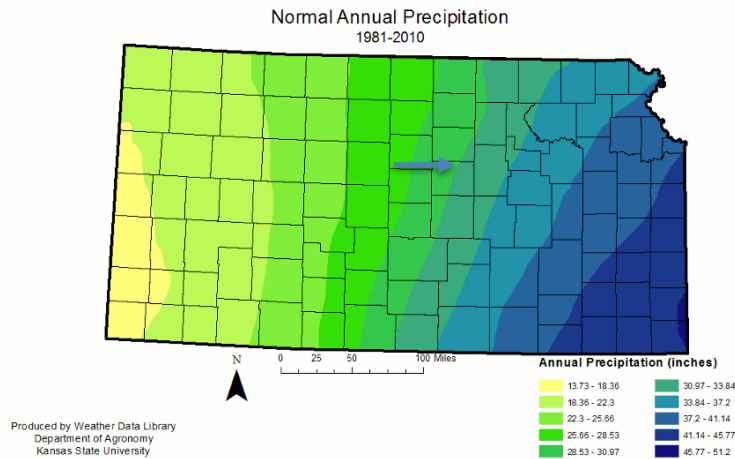 Normal Annual Precipitation
1981-2010
N
0 25 50 100 Miles
Annual Precipitation (inches)
13.73 - 18.36
18.36 - 22.3
22.3 - 25.66
25.66 - 28.53
28.53 - 30.97
30.97 - 33.84
33.84 - 37.2
37.2 - 41.14
41.14 - 45.77
45.77 - 51.2
Produced by Weather Data Library
Department of Agronomy
Kansas State University